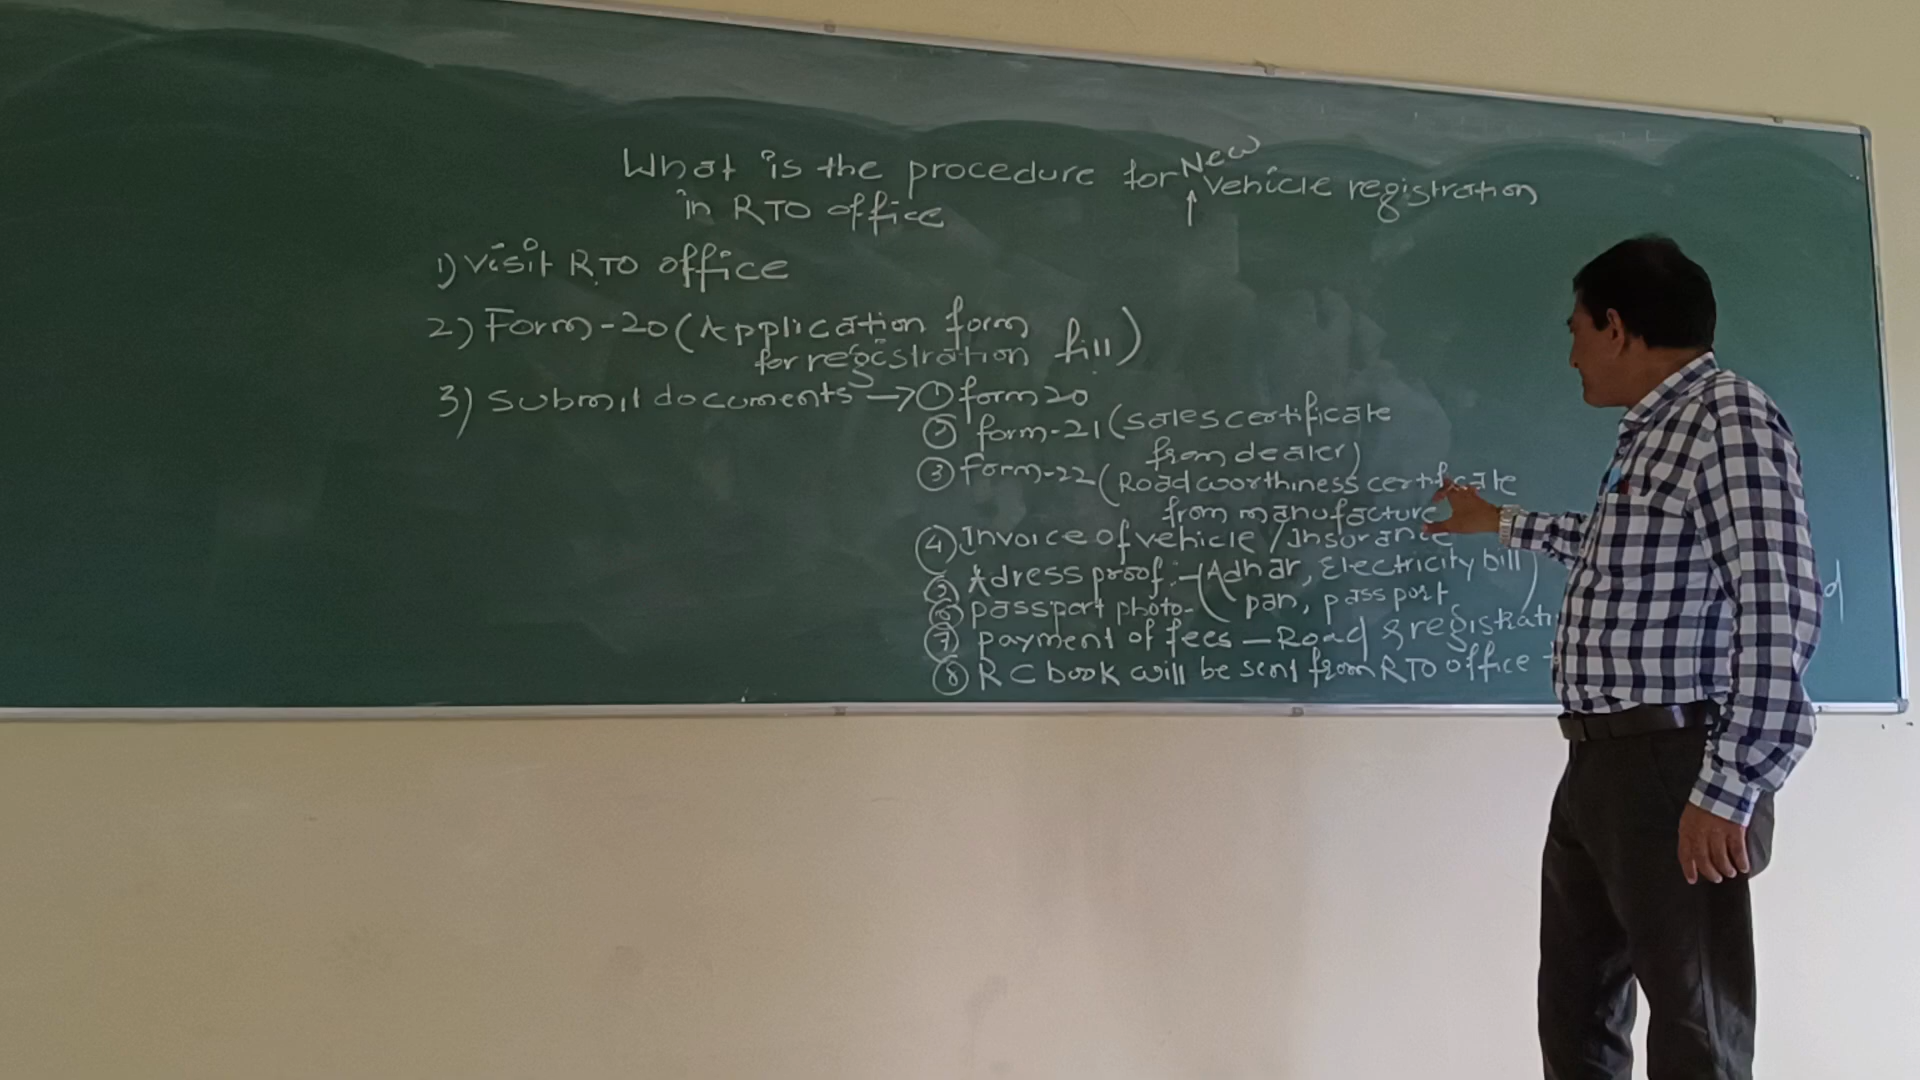 What is the procedure for New Vehicle registration
in RTO office
1) Visit RTO office
2) Form-20 (Application form
for registration fill)
3) Submit documents → ① form 20
② form-21 (sales certificate
from dealer)
③ Form-22 (Road worthiness certificate
from manufacture
④ Invoice of vehicle / Insurance
⑤ Adress proof :- (Adhar, Electricity bill
⑥ passport photo- pan, passport)
⑦ payment of fees - Road & registrati
⑧ RC book will be sent from RTO office